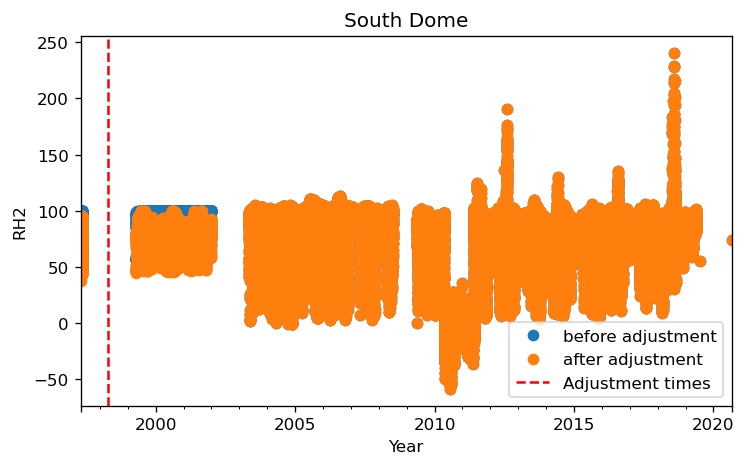 South Dome
250
200
150
100
50
0
−50
RH2
before adjustment
after adjustment
Adjustment times
2000
2005
2010
2015
2020
Year